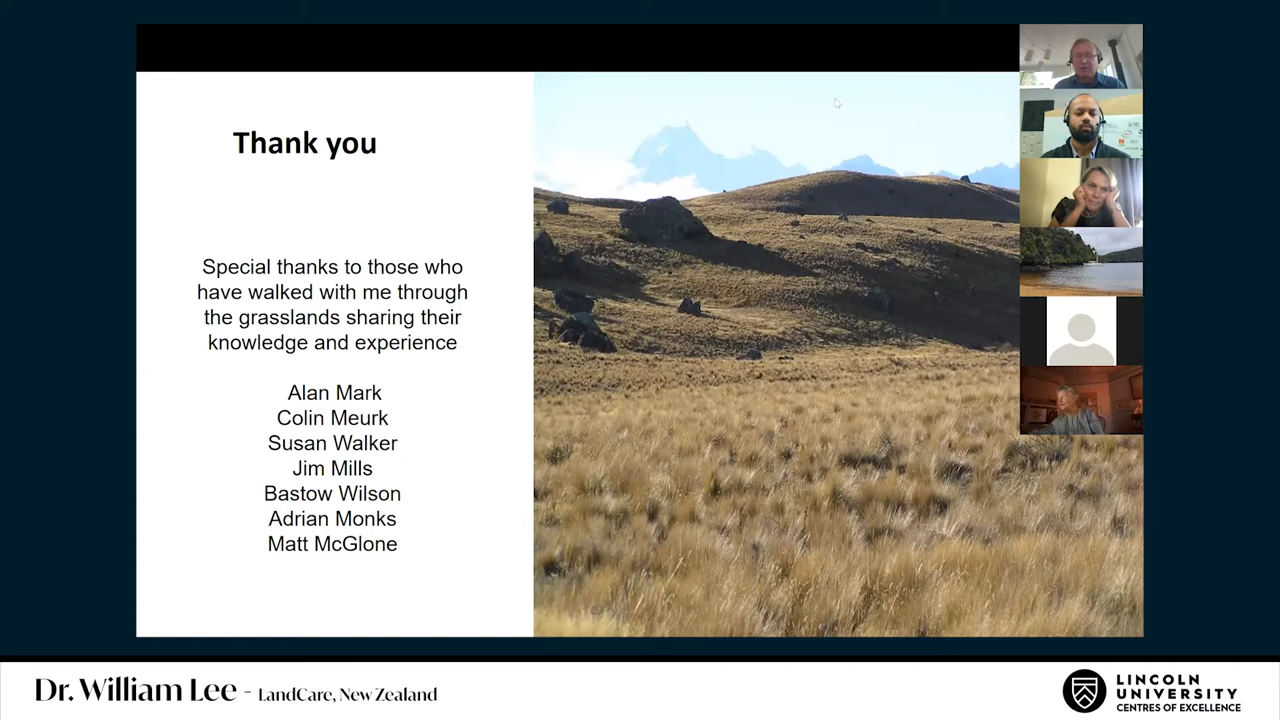 Thank you
Special thanks to those who
have walked with me through
the grasslands sharing their
knowledge and experience
Alan Mark
Colin Meurk
Susan Walker
Jim Mills
Bastow Wilson
Adrian Monks
Matt McGlone
Dr. William Lee - LandCare, New Zealand
LINCOLN
UNIVERSITY
CENTRES OF EXCELLENCE